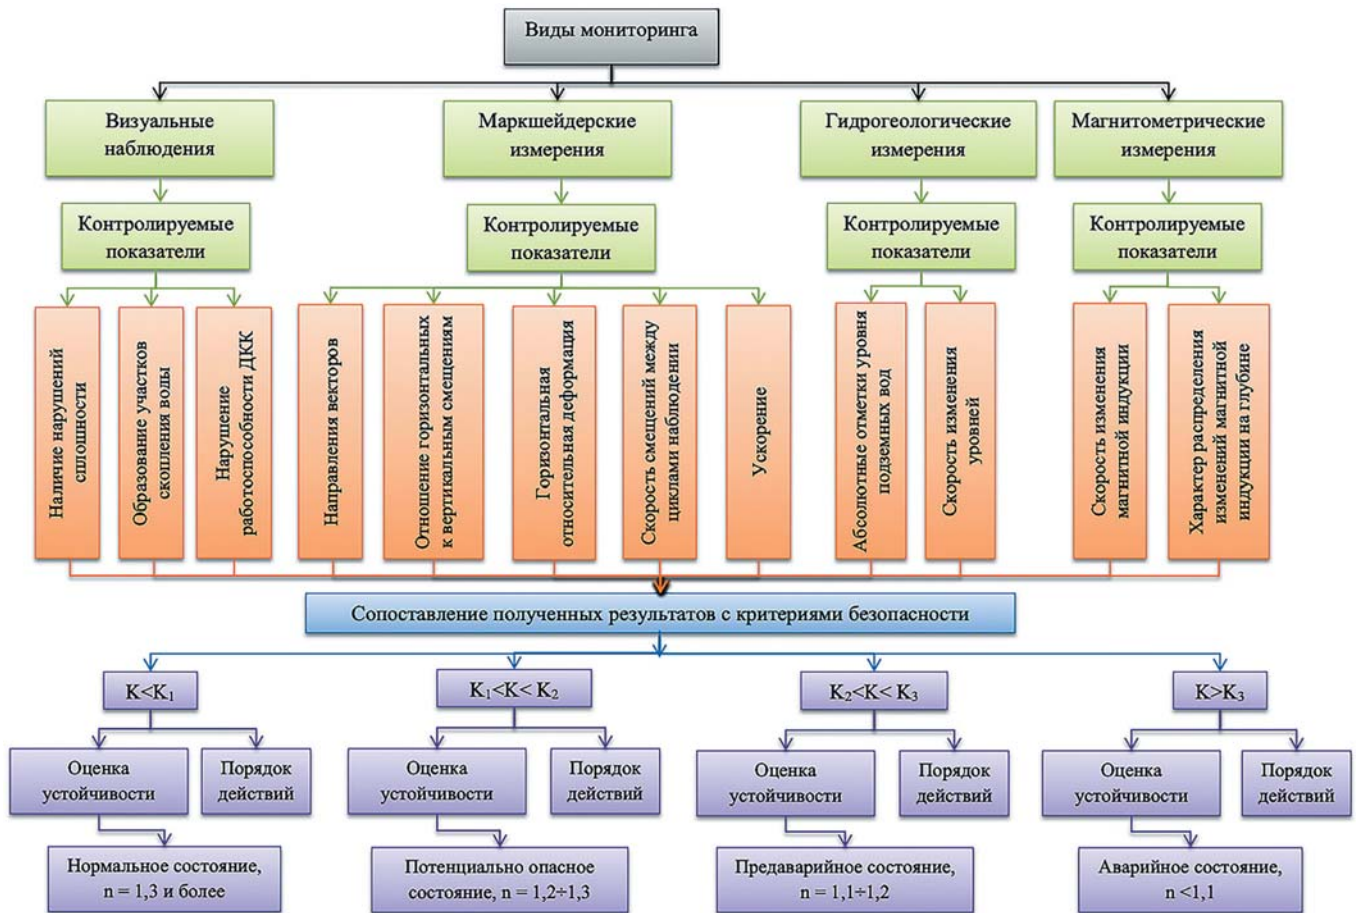 Виды мониторинга
Визуальные
наблюдения
Маркшейдерские
измерения
Гидрогеологические
измерения
Магнитометрические
измерения
Контролируемые
показатели
Контролируемые
показатели
Контролируемые
показатели
Контролируемые
показатели
Наличие нарушений
сплошности
Образование участков
скопления воды
Нарушение
работоспособности ДКК
Направления векторов
Отношение горизонтальных
к вертикальным смещениям
Горизонтальная
относительная деформация
Скорость смещений между
циклами наблюдении
Ускорение
Абсолютные отметки уровня
подземных вод
Скорость изменения
уровней
Скорость изменения
магнитной индукции
Характер распределения
изменений магнитной
индукции на глубине
Сопоставление полученных результатов с критериями безопасности
K<K₁
K₁<K< K₂
K₂<K< K₃
K>K₃
Оценка
устойчивости
Порядок
действий
Оценка
устойчивости
Порядок
действий
Оценка
устойчивости
Порядок
действий
Оценка
устойчивости
Порядок
действий
Нормальное состояние,
n = 1,3 и более
Потенциально опасное
состояние, n = 1,2÷1,3
Предаварийное состояние,
n = 1,1÷1,2
Аварийное состояние,
n <1,1